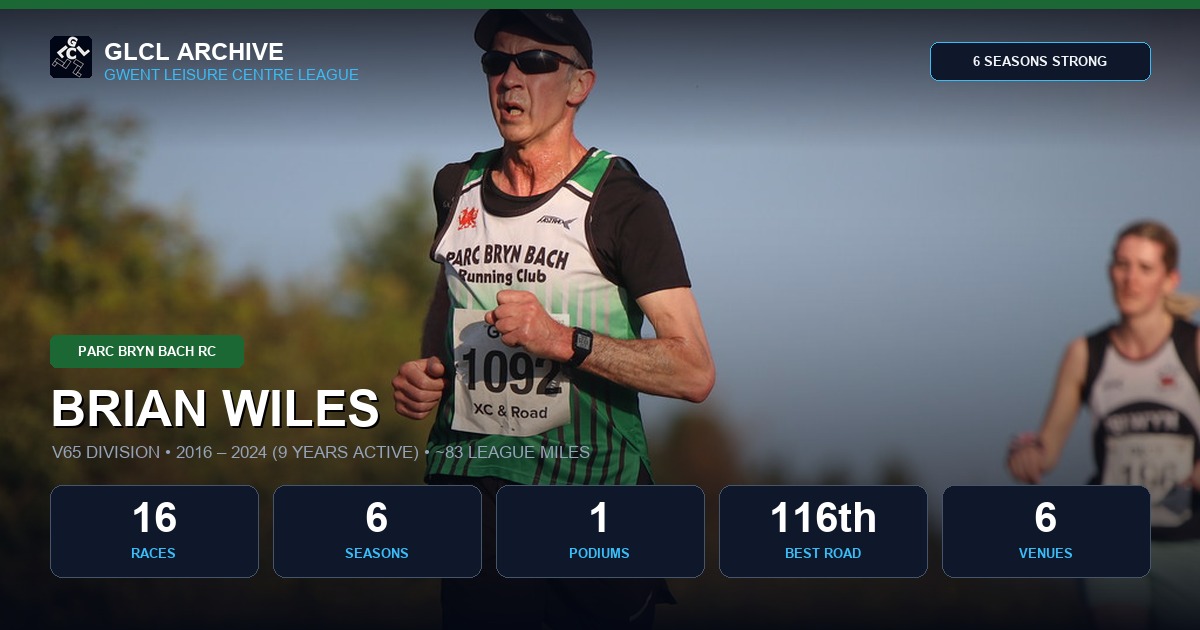 GLCL ARCHIVE
GWENT LEISURE CENTRE LEAGUE
6 SEASONS STRONG
PARC BRYN BACH
Running Club
1092
XC & Road
PARC BRYN BACH RC
BRIAN WILES
V65 DIVISION • 2016 – 2024 (9 YEARS ACTIVE) • ~83 LEAGUE MILES
16
RACES
6
SEASONS
1
PODIUMS
116th
BEST ROAD
6
VENUES